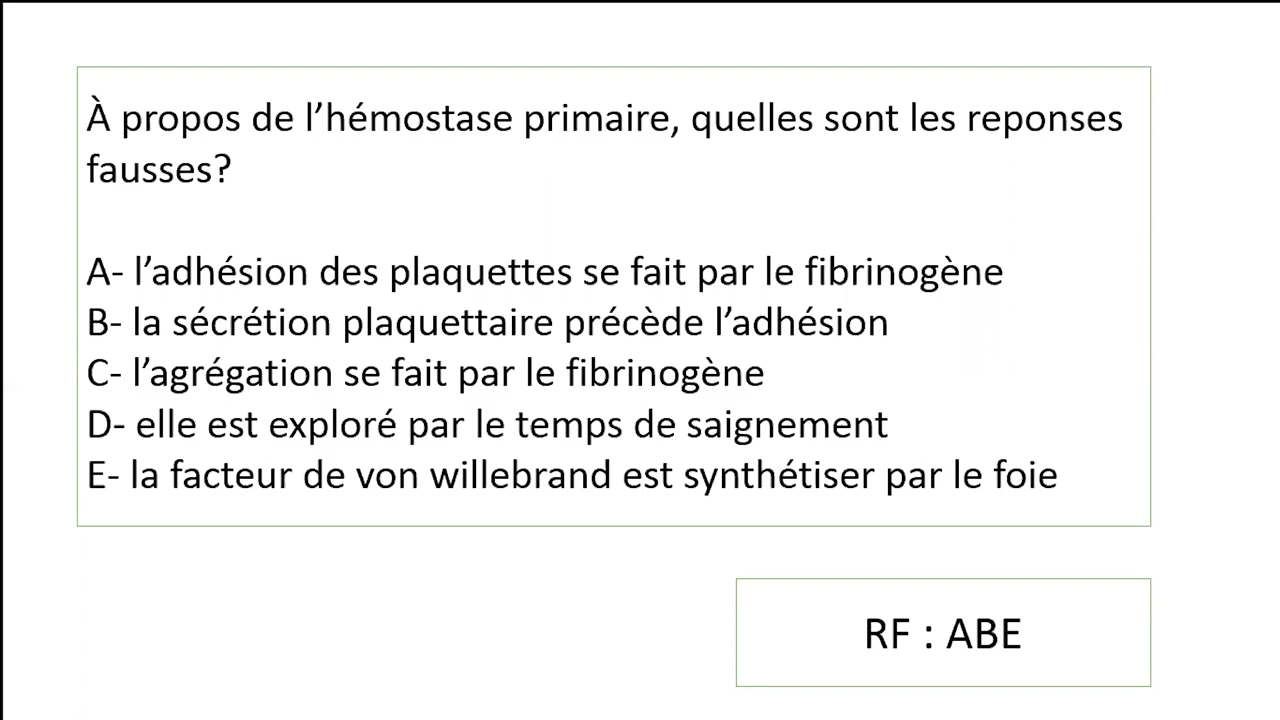 À propos de l’hémostase primaire, quelles sont les reponses
fausses?
A- l’adhésion des plaquettes se fait par le fibrinogène
B- la sécrétion plaquettaire précède l’adhésion
C- l’agrégation se fait par le fibrinogène
D- elle est exploré par le temps de saignement
E- la facteur de von willebrand est synthétiser par le foie
RF : ABE